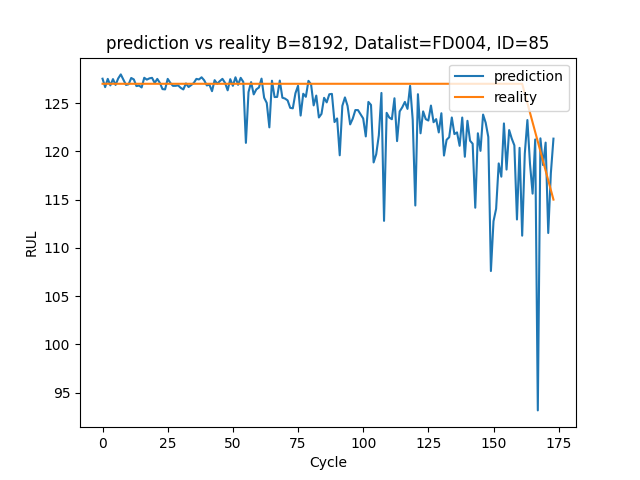 prediction vs reality B=8192, Datalist=FD004, ID=85
prediction
reality
125
120
115
110
105
100
95
RUL
0 25 50 75 100 125 150 175
Cycle